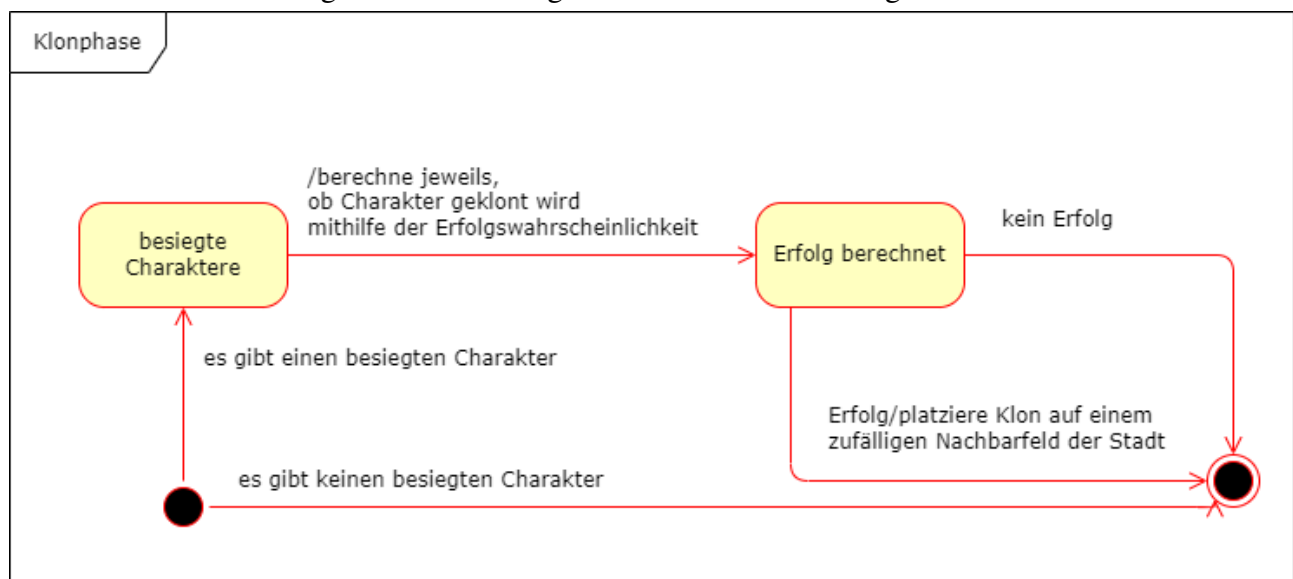 Klonphase
/berechne jeweils,
ob Charakter geklont wird
mithilfe der Erfolgswahrscheinlichkeit
kein Erfolg
besiegte
Charaktere
Erfolg berechnet
es gibt einen besiegten Charakter
Erfolg/platziere Klon auf einem
zufälligen Nachbarfeld der Stadt
es gibt keinen besiegten Charakter